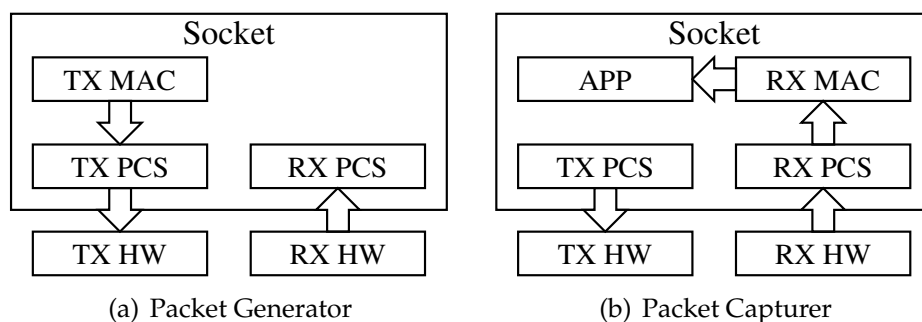 Socket
TX MAC
TX PCS
RX PCS
TX HW
RX HW
(a) Packet Generator
Socket
APP
RX MAC
TX PCS
RX PCS
TX HW
RX HW
(b) Packet Capturer